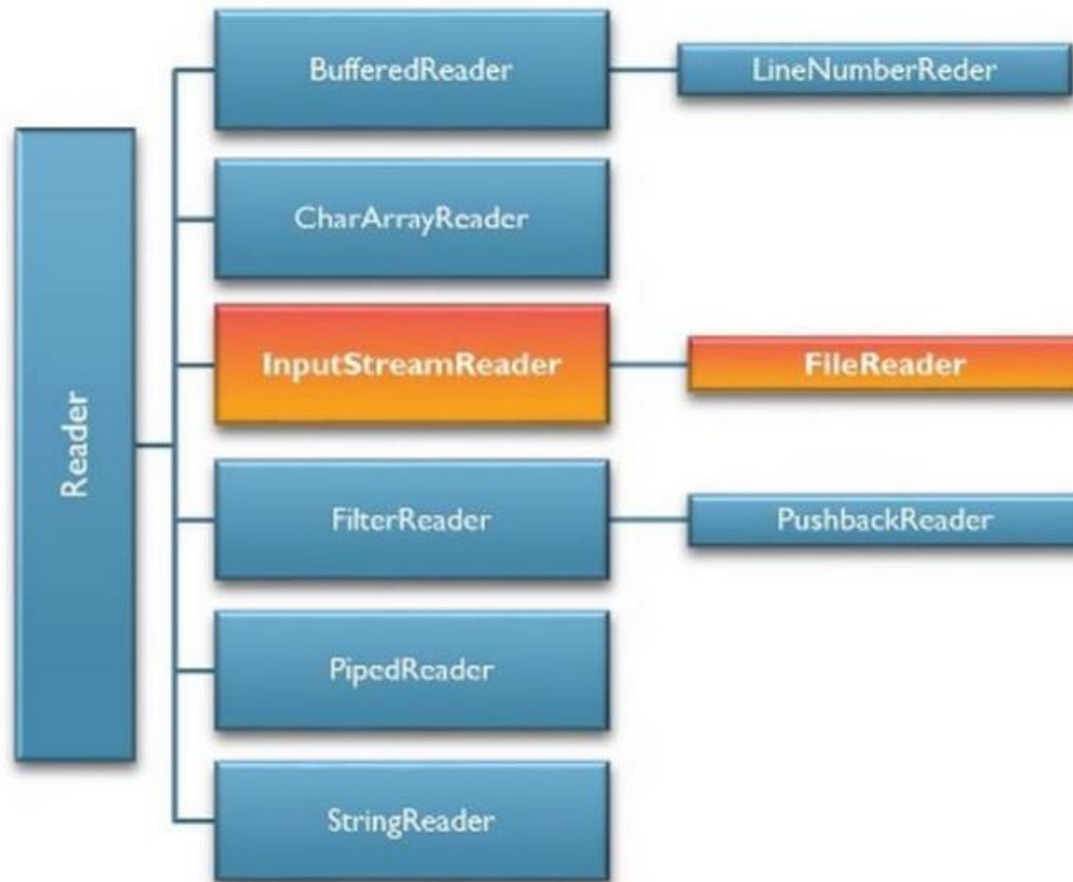 Reader
BufferedReader
LineNumberReder
CharArrayReader
InputStreamReader
FileReader
FilterReader
PushbackReader
PipedReader
StringReader